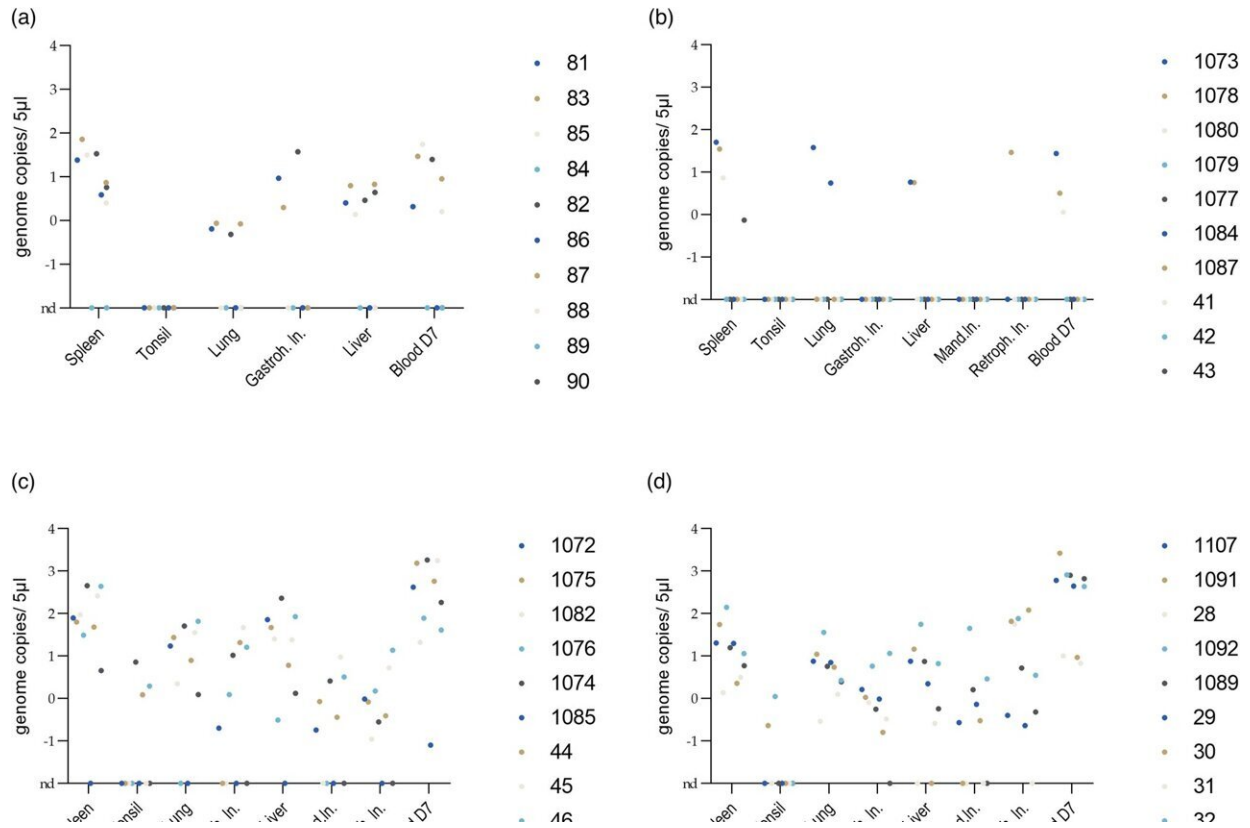 (a)
genome copies/ 5µl
4
3
2
1
0
-1
nd
Spleen
Tonsil
Lung
Gastroh. ln.
Liver
Blood D7
81
83
85
84
82
86
87
88
89
90
(b)
genome copies/ 5µl
4
3
2
1
0
-1
nd
Spleen
Tonsil
Lung
Gastroh. ln.
Liver
Mand.ln.
Retroph. ln.
Blood D7
1073
1078
1080
1079
1077
1084
1087
41
42
43
(c)
genome copies/ 5µl
4
3
2
1
0
-1
nd
1072
1075
1082
1076
1074
1085
44
45
46
(d)
genome copies/ 5µl
4
3
2
1
0
-1
nd
D7
1107
1091
28
1092
1089
29
30
31
32